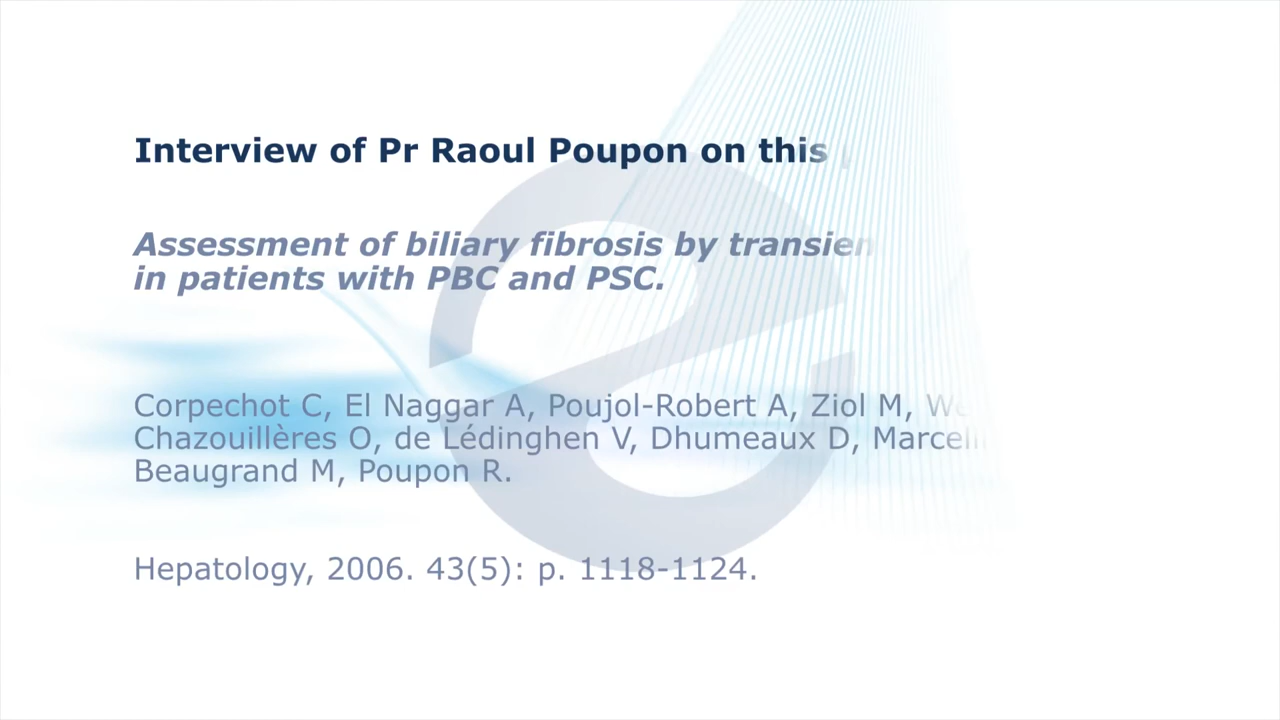 Interview of Pr Raoul Poupon on this
Assessment of biliary fibrosis by
in patients with PBC and PSC.
Corpechot C, El Naggar A, Poujol-Robert A, Ziol M,
Chazouillères O, de Lédinghen V, Dhumeaux D,
Beaugrand M, Poupon R.
Hepatology, 2006. 43(5): p. 1118-1124.